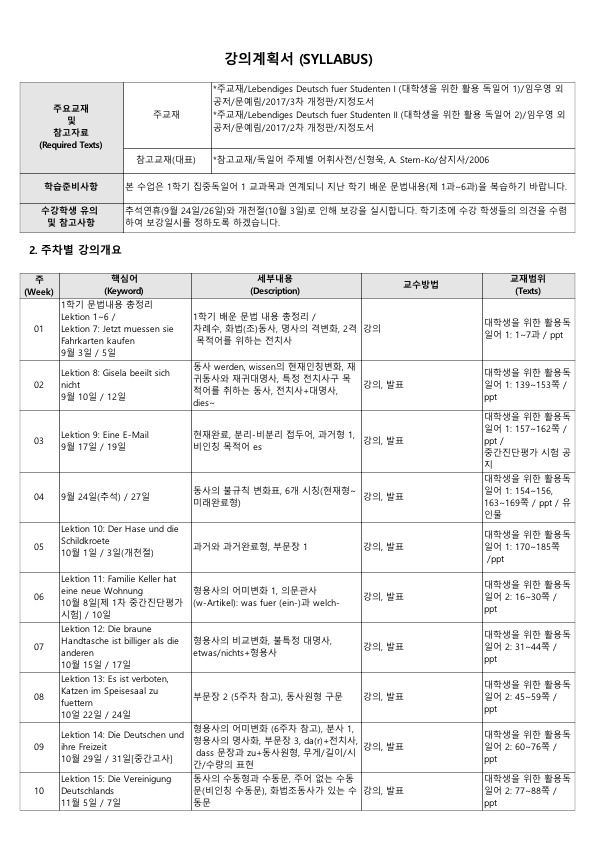 강의계획서 (SYLLABUS)
주요교재
및
참고자료
(Required Texts)
주교재
*주교재/Lebendiges Deutsch fuer Studenten I (대학생을 위한 활용 독일어 1)/임우영 외
공저/문예림/2017/3차 개정판/지정도서
*주교재/Lebendiges Deutsch fuer Studenten II (대학생을 위한 활용 독일어 2)/임우영 외
공저/문예림/2017/2차 개정판/지정도서
참고교재(대표)
*참고교재/독일어 주제별 어휘사전/신형욱, A. Stern-Ko/삼지사/2006
학습준비사항
본 수업은 1학기 집중독일어 1 교과목과 연계되니 지난 학기 배운 문법내용(제 1과~6과)을 복습하기 바랍니다.
수강학생 유의
및 참고사항
추석연휴(9월 24일/26일)와 개천절(10월 3일)로 인해 보강을 실시합니다. 학기초에 수강 학생들의 의견을 수렴
하여 보강일시를 정하도록 하겠습니다.
2. 주차별 강의개요
주
(Week)
핵심어
(Keyword)
세부내용
(Description)
교수방법
교재범위
(Texts)
01
1학기 문법내용 총정리
Lektion 1~6 /
Lektion 7: Jetzt muessen sie
Fahrkarten kaufen
9월 3일 / 5일
1학기 배운 문법 내용 총정리 /
차례수, 화법(조)동사, 명사의 격변화, 2격
목적어를 위하는 전치사
강의
대학생을 위한 활용독
일어 1: 1~7과 / ppt
02
Lektion 8: Gisela beeilt sich
nicht
9월 10일 / 12일
동사 werden, wissen의 현재인칭변화, 재
귀동사와 재귀대명사, 특정 전치사구 목
적어를 취하는 동사, 전치사+대명사,
dies~
강의, 발표
대학생을 위한 활용독
일어 1: 139~153쪽 /
ppt
03
Lektion 9: Eine E-Mail
9월 17일 / 19일
현재완료, 분리-비분리 접두어, 과거형 1,
비인칭 목적어 es
강의, 발표
대학생을 위한 활용독
일어 1: 157~162쪽 /
ppt /
중간진단평가 시험 공
지
04
9월 24일(추석) / 27일
동사의 불규칙 변화표, 6개 시칭(현재형~
미래완료형)
강의, 발표
대학생을 위한 활용독
일어 1: 154~156,
163~169쪽 / ppt / 유
인물
05
Lektion 10: Der Hase und die
Schildkroete
10월 1일 / 3일(개천절)
과거와 과거완료형, 부문장 1
강의, 발표
대학생을 위한 활용독
일어 1: 170~185쪽
/ppt
06
Lektion 11: Familie Keller hat
eine neue Wohnung
10월 8일[제 1차 중간진단평가
시험] / 10일
형용사의 어미변화 1, 의문관사
(w-Artikel): was fuer (ein-)과 welch-
강의, 발표
대학생을 위한 활용독
일어 2: 16~30쪽 /
ppt
07
Lektion 12: Die braune
Handtasche ist billiger als die
anderen
10월 15일 / 17일
형용사의 비교변화, 불특정 대명사,
etwas/nichts+형용사
강의, 발표
대학생을 위한 활용독
일어 2: 31~44쪽 /
ppt
08
Lektion 13: Es ist verboten,
Katzen im Speisesaal zu
fuettern
10열 22일 / 24일
부문장 2 (5주차 참고), 동사원형 구문
강의, 발표
대학생을 위한 활용독
일어 2: 45~59쪽 /
ppt
09
Lektion 14: Die Deutschen und
ihre Freizeit
10월 29일 / 31일[중간고사]
형용사의 어미변화 (6주차 참고), 분사 1,
형용사의 명사화, 부문장 3, da(r)+전치사,
dass 문장과 zu+동사원형, 무게/길이/시
간/수량의 표현
강의, 발표
대학생을 위한 활용독
일어 2: 60~76쪽 /
ppt
10
Lektion 15: Die Vereinigung
Deutschlands
11월 5일 / 7일
동사의 수동형과 수동문, 주어 없는 수동
문(비인칭 수동문), 화법조동사가 있는 수
동문
강의, 발표
대학생을 위한 활용독
일어 2: 77~88쪽 /
ppt